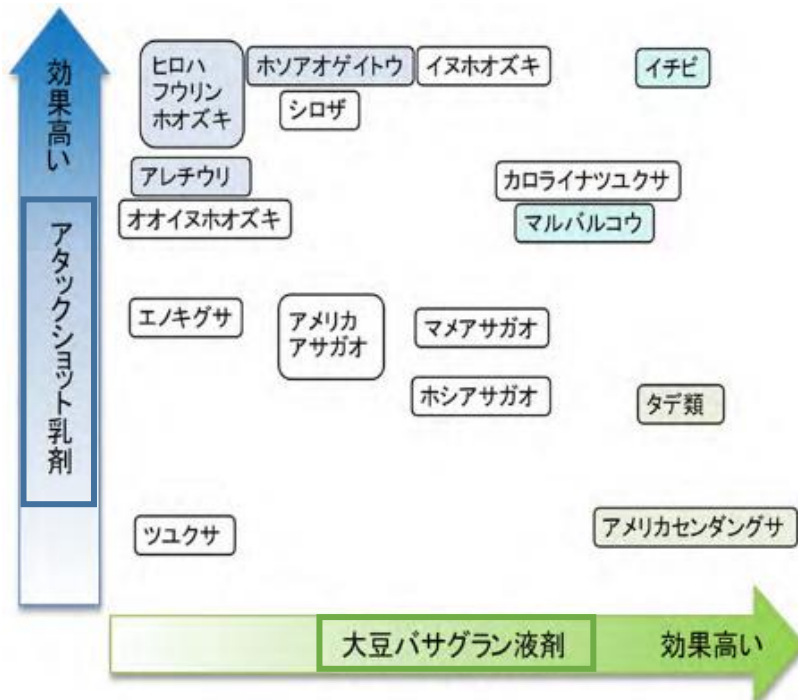 効果高い
アタックショット乳剤
ヒロハ
フウリン
ホオズキ
ホソアオゲイトウ
イヌホオズキ
イチビ
シロザ
アレチウリ
カロライナツユクサ
オオイヌホオズキ
マルバルコウ
エノキグサ
アメリカ
アサガオ
マメアサガオ
ホシアサガオ
タデ類
ツユクサ
アメリカセンダングサ
大豆バサグラン液剤
効果高い